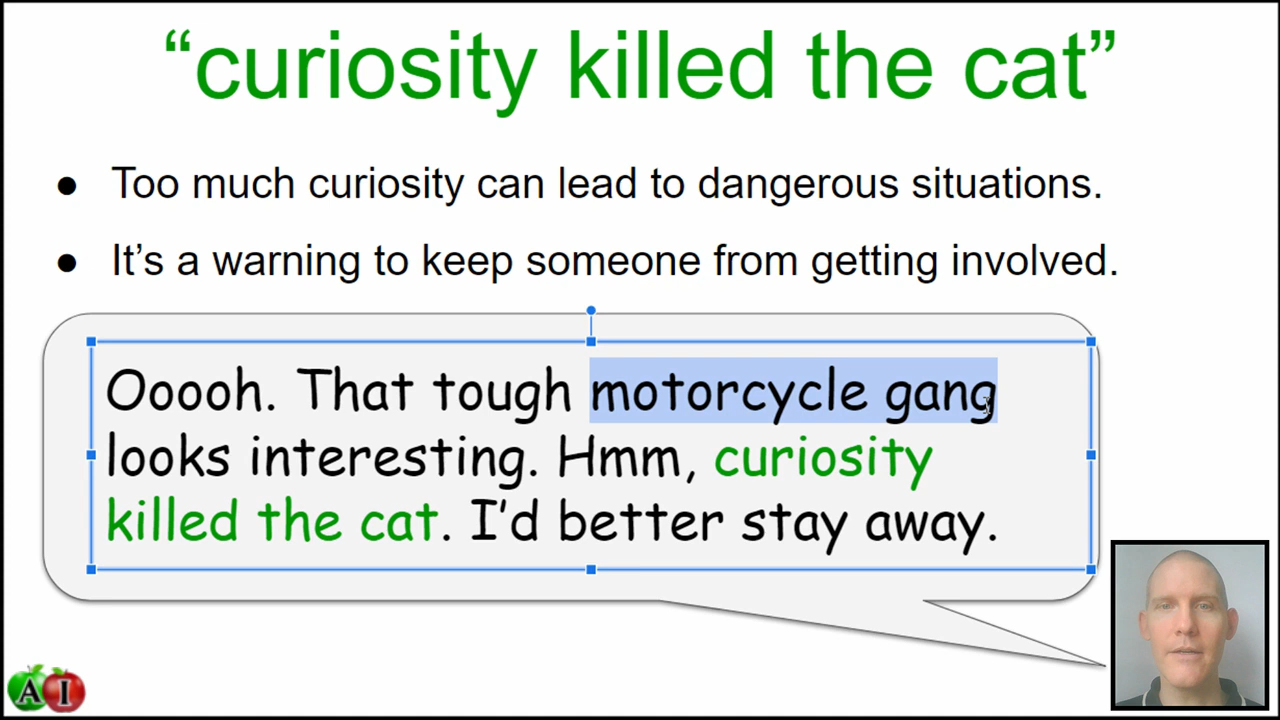 “curiosity killed the cat”
● Too much curiosity can lead to dangerous situations.
● It’s a warning to keep someone from getting involved.
Ooooh. That tough motorcycle gang
looks interesting. Hmm, curiosity
killed the cat. I’d better stay away.
A I